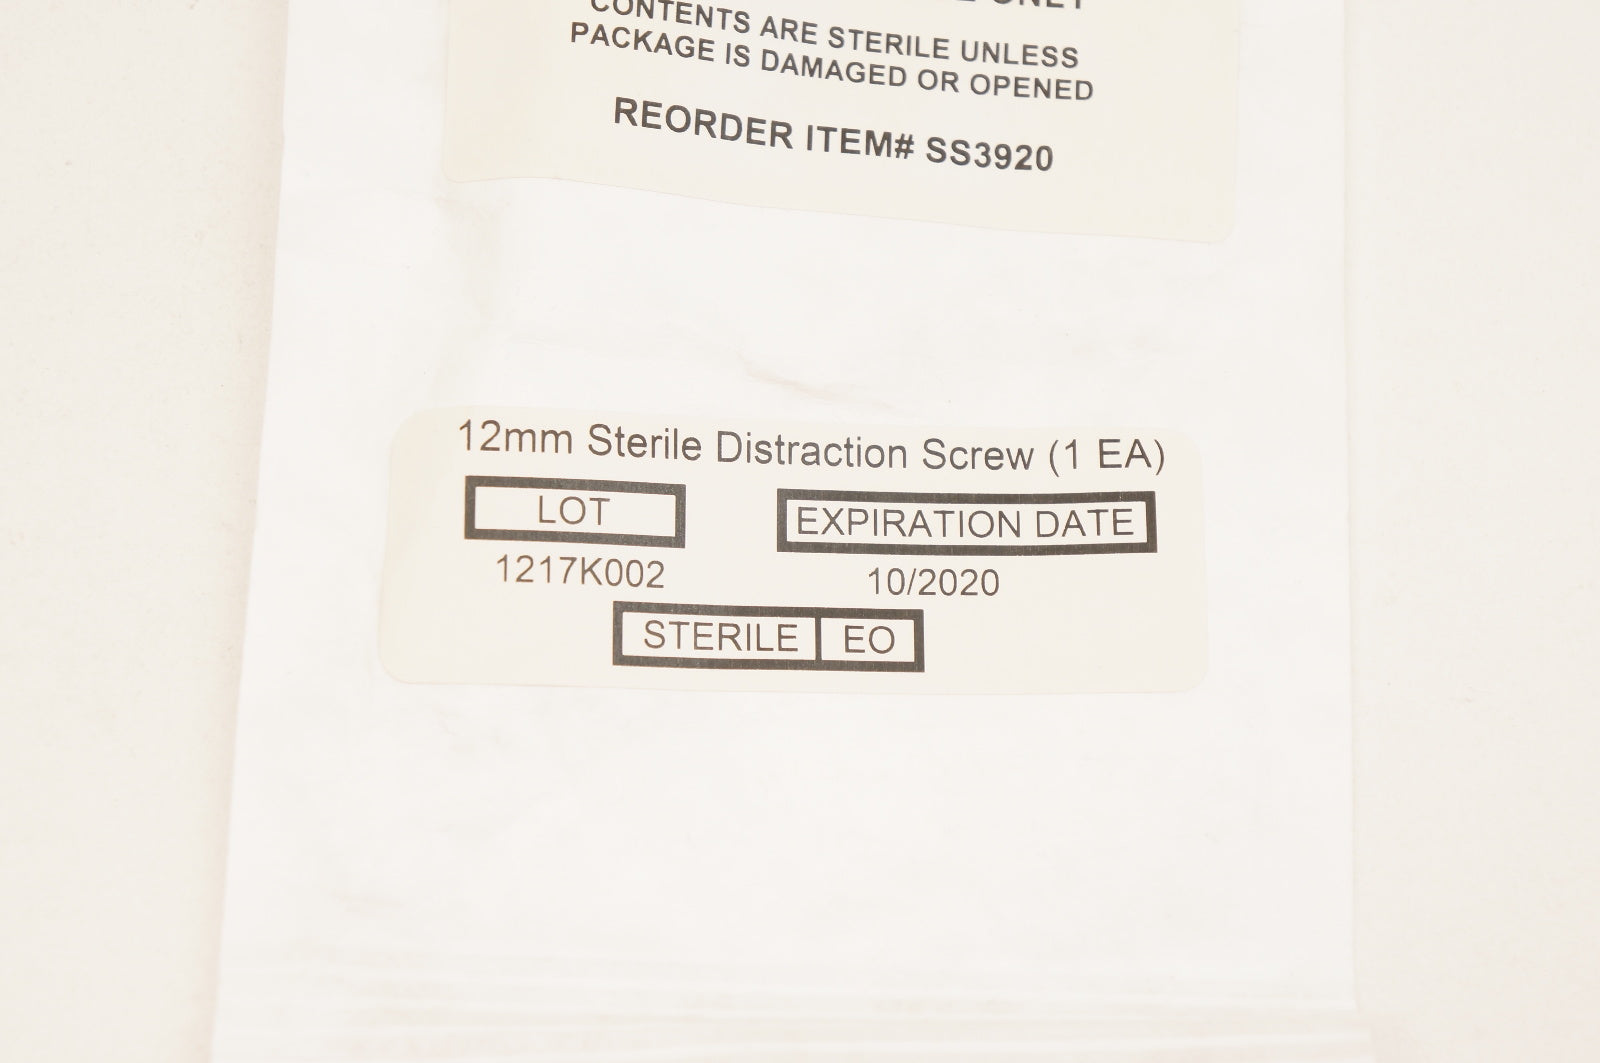 ONLY
CONTENTS ARE STERILE UNLESS
PACKAGE IS DAMAGED OR OPENED
REORDER ITEM# SS3920
12mm Sterile Distraction Screw (1 EA)
LOT
EXPIRATION DATE
1217K002
10/2020
STERILE EO